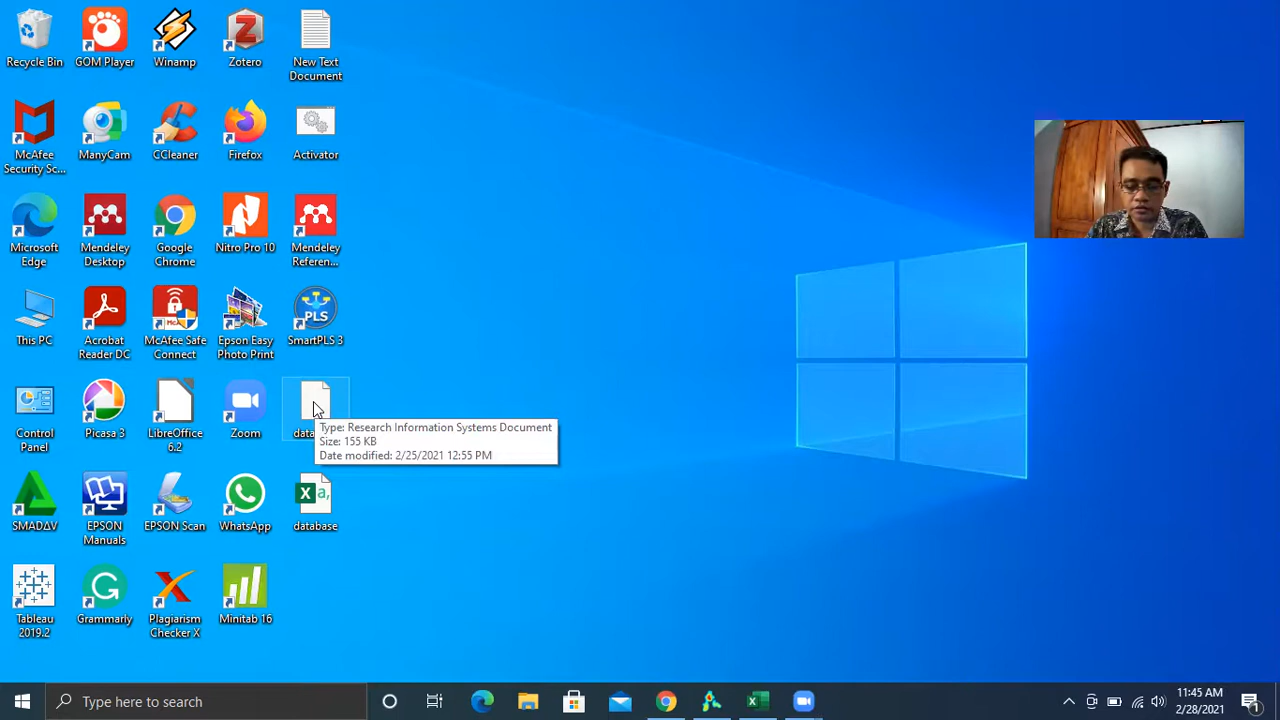 Recycle Bin
GOM Player
Winamp
Zotero
New Text
Document
McAfee
Security Sc...
ManyCam
CCleaner
Firefox
Activator
Microsoft
Edge
Mendeley
Desktop
Google
Chrome
Nitro Pro 10
Mendeley
Referen...
This PC
Acrobat
Reader DC
McAfee Safe
Connect
Epson Easy
Photo Print
PLS
SmartPLS 3
Control
Panel
Picasa 3
LibreOffice
6.2
Zoom
Type: Research Information Systems Document
Size: 155 KB
Date modified: 2/25/2021 12:55 PM
SMADΔV
EPSON
Manuals
EPSON Scan
WhatsApp
database
Tableau
2019.2
Grammarly
Plagiarism
Checker X
Minitab 16
Type here to search
11:45 AM
2/28/2021
1